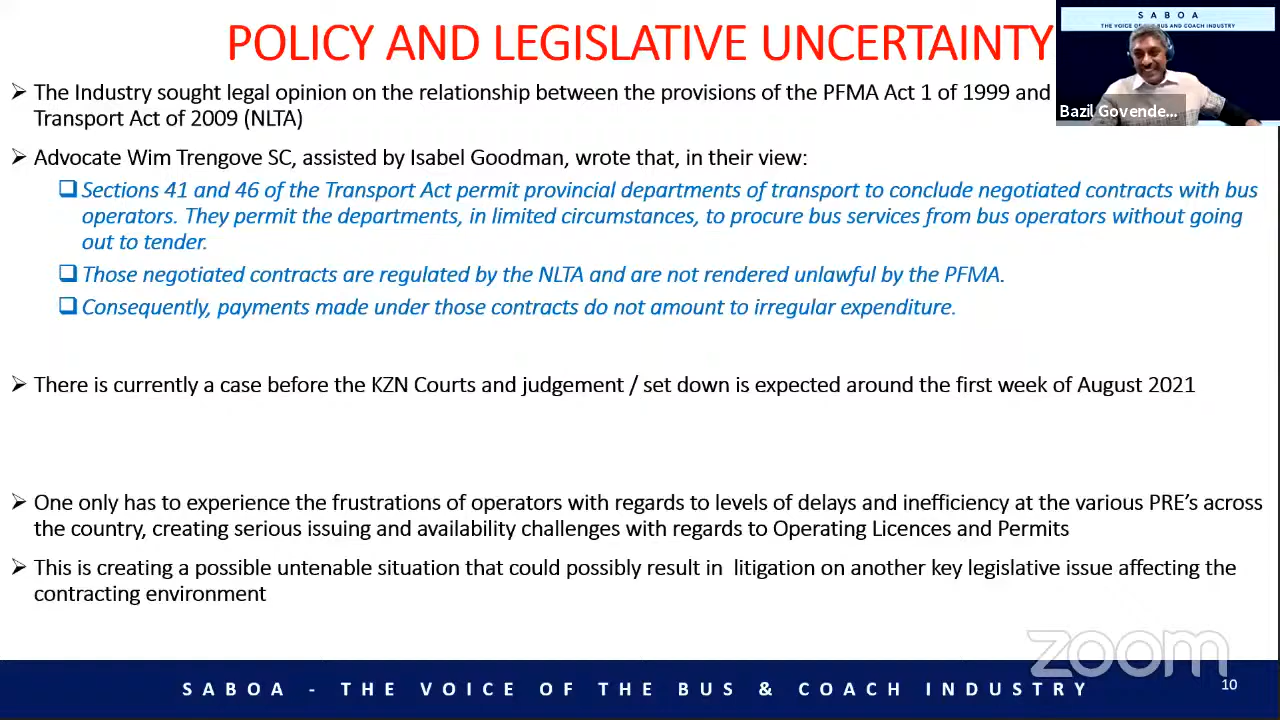 POLICY AND LEGISLATIVE UNCERTAINTY
SABOA
THE VOICE OF THE BUS AND COACH INDUSTRY
Bazil Govende...
➢ The Industry sought legal opinion on the relationship between the provisions of the PFMA Act 1 of 1999 and
Transport Act of 2009 (NLTA)
➢ Advocate Wim Trengove SC, assisted by Isabel Goodman, wrote that, in their view:
❑ Sections 41 and 46 of the Transport Act permit provincial departments of transport to conclude negotiated contracts with bus
operators. They permit the departments, in limited circumstances, to procure bus services from bus operators without going
out to tender.
❑ Those negotiated contracts are regulated by the NLTA and are not rendered unlawful by the PFMA.
❑ Consequently, payments made under those contracts do not amount to irregular expenditure.
➢ There is currently a case before the KZN Courts and judgement / set down is expected around the first week of August 2021
➢ One only has to experience the frustrations of operators with regards to levels of delays and inefficiency at the various PRE’s across
the country, creating serious issuing and availability challenges with regards to Operating Licences and Permits
➢ This is creating a possible untenable situation that could possibly result in litigation on another key legislative issue affecting the
contracting environment
zoom
SABOA - THE VOICE OF THE BUS & COACH INDUSTRY
10